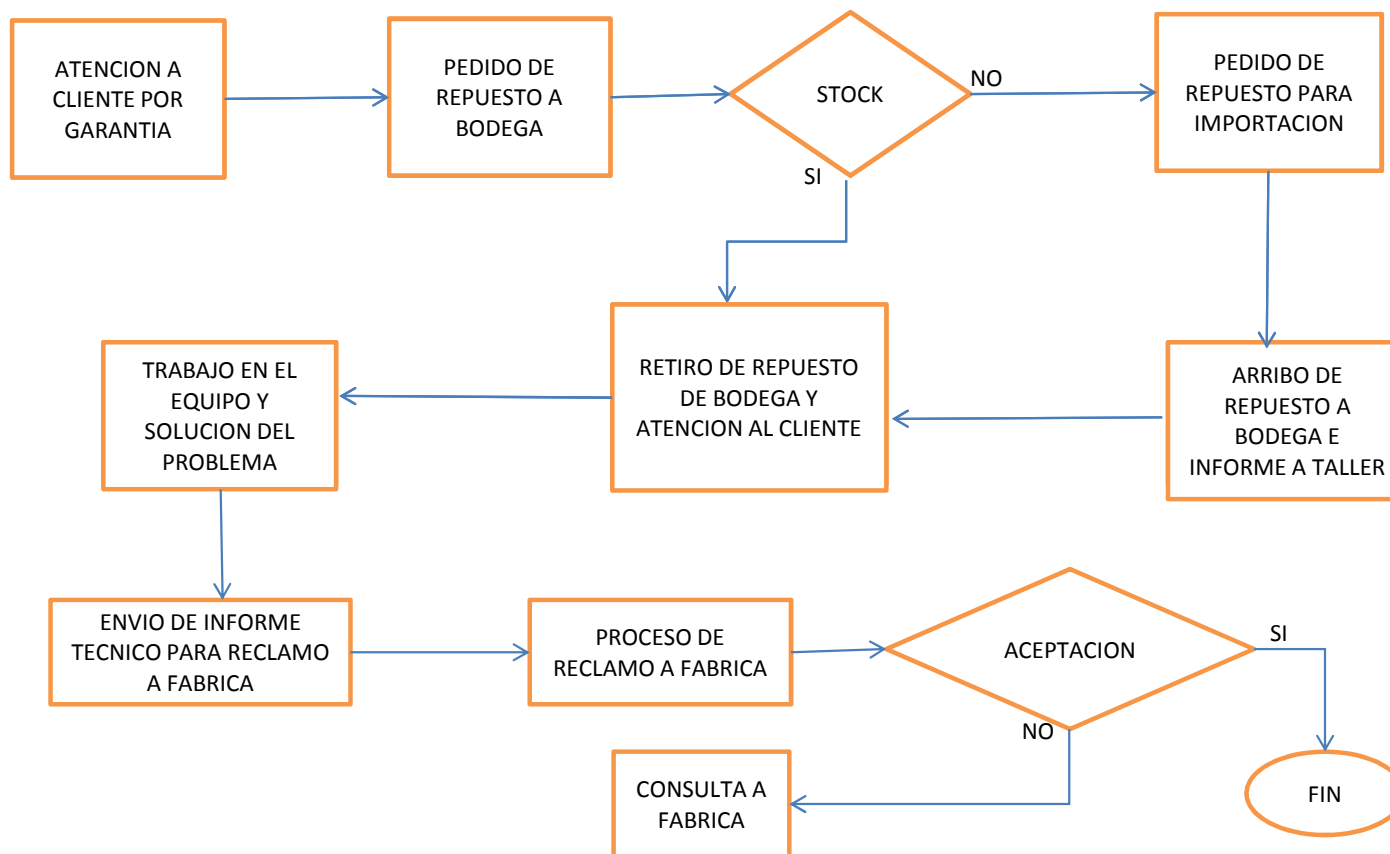 ATENCION A
CLIENTE POR
GARANTIA
PEDIDO DE
REPUESTO A
BODEGA
STOCK
NO
PEDIDO DE
REPUESTO PARA
IMPORTACION
SI
RETIRO DE REPUESTO
DE BODEGA Y
ATENCION AL CLIENTE
ARRIBO DE
REPUESTO A
BODEGA E
INFORME A TALLER
TRABAJO EN EL
EQUIPO Y
SOLUCION DEL
PROBLEMA
ENVIO DE INFORME
TECNICO PARA RECLAMO
A FABRICA
PROCESO DE
RECLAMO A FABRICA
ACEPTACION
SI
NO
CONSULTA A
FABRICA
FIN